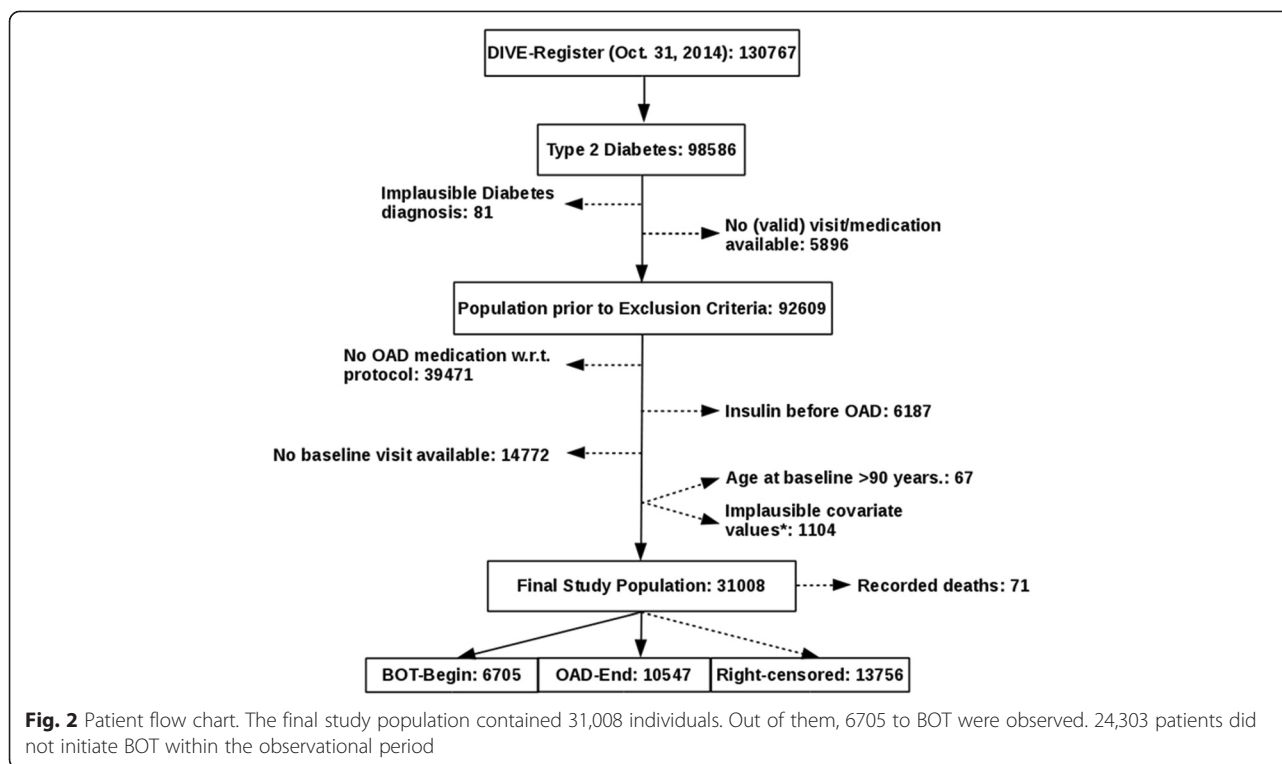 DIVE-Register (Oct. 31, 2014): 130767
Type 2 Diabetes: 98586
Implausible Diabetes
diagnosis: 81
No (valid) visit/medication
available: 5896
Population prior to Exclusion Criteria: 92609
No OAD medication w.r.t.
protocol: 39471
Insulin before OAD: 6187
No baseline visit available: 14772
Age at baseline >90 years.: 67
Implausible covariate
values*: 1104
Final Study Population: 31008
Recorded deaths: 71
BOT-Begin: 6705
OAD-End: 10547
Right-censored: 13756
Fig. 2 Patient flow chart. The final study population contained 31,008 individuals. Out of them, 6705 to BOT were observed. 24,303 patients did
not initiate BOT within the observational period